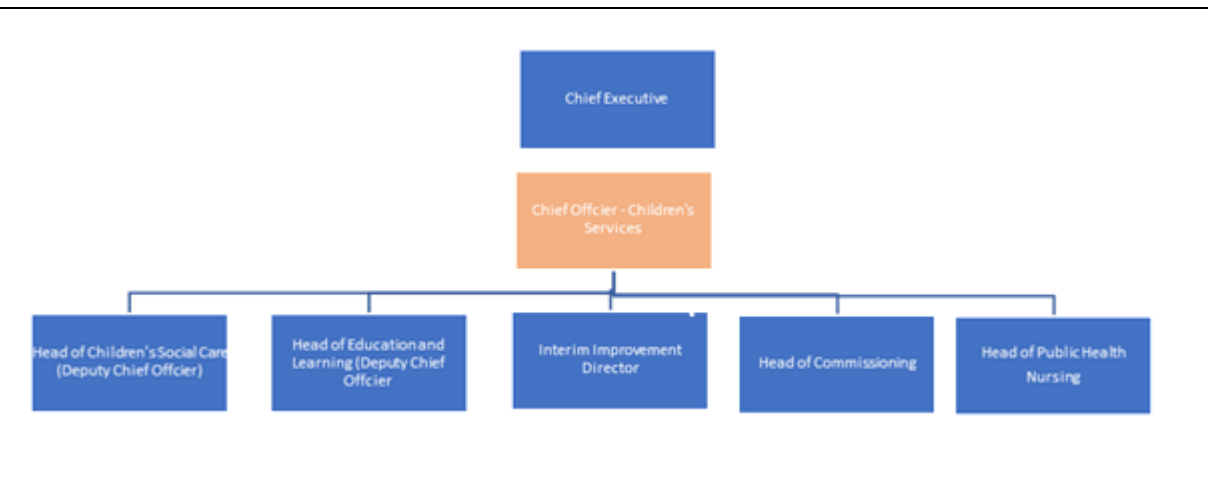 Chief Executive
Chief Offcier - Children's
Services
Head of Children's Social Care
(Deputy Chief Offcier)
Head of Education and
Learning (Deputy Chief
Offcier
Interim Improvement
Director
Head of Commissioning
Head of Public Health
Nursing